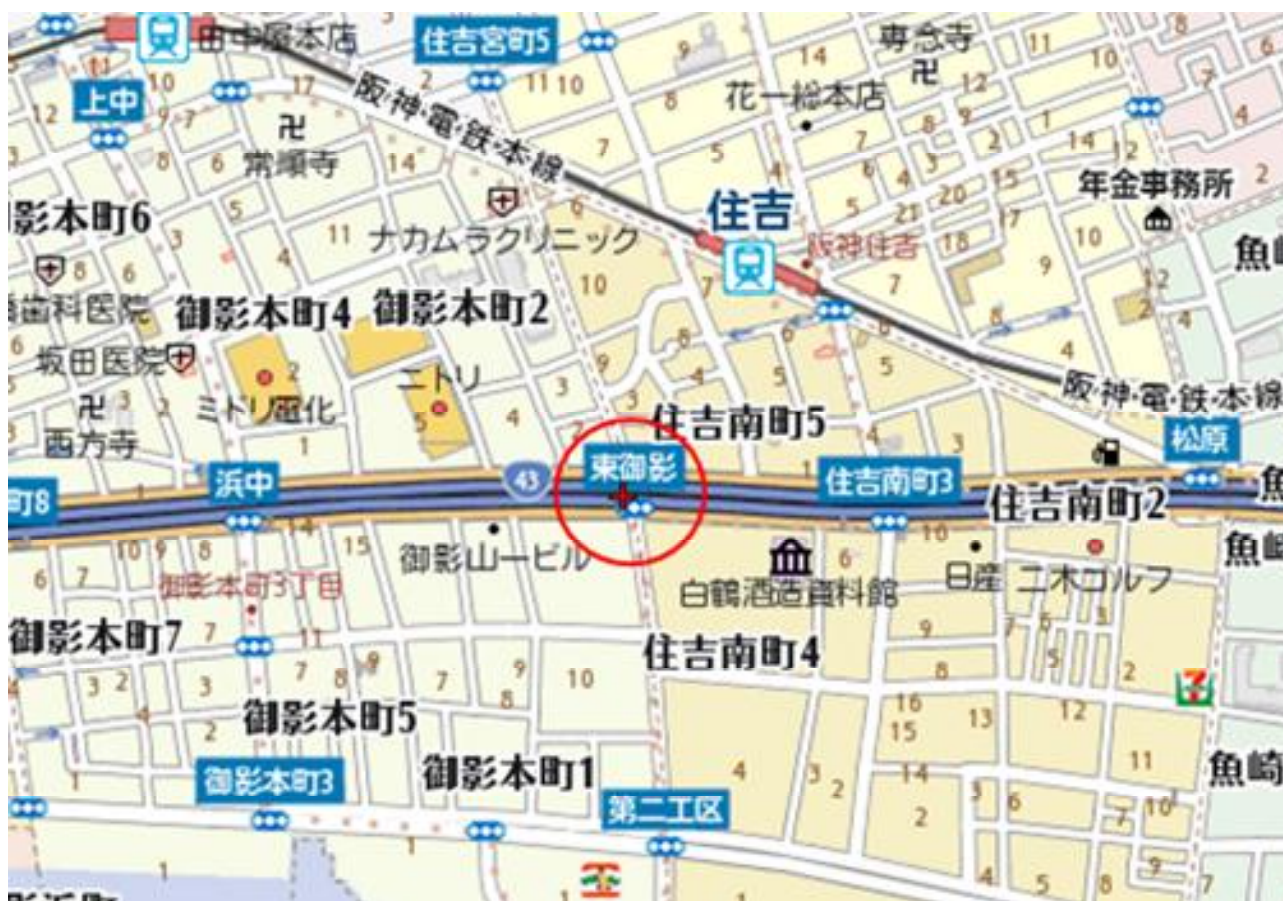 田中屋本店
住吉宮町5
専念寺
上中
阪・神・電・鉄・本・線
花一総本店
常順寺
年金事務所
住吉
影本町6
ナカムラクリニック
阪神住吉
魚崎
歯科医院
御影本町4
御影本町2
坂田医院
ニトリ
ミドリ電化
阪・神・電・鉄・本・線
西方寺
住吉南町5
松原
東御影
町8
浜中
43
住吉南町3
住吉南町2
魚崎
御影山一ビル
白鶴酒造資料館
日産
二木ゴルフ
御影本町3丁目
御影本町7
住吉南町4
御影本町5
御影本町1
魚崎
御影本町3
第二工区
影浜町